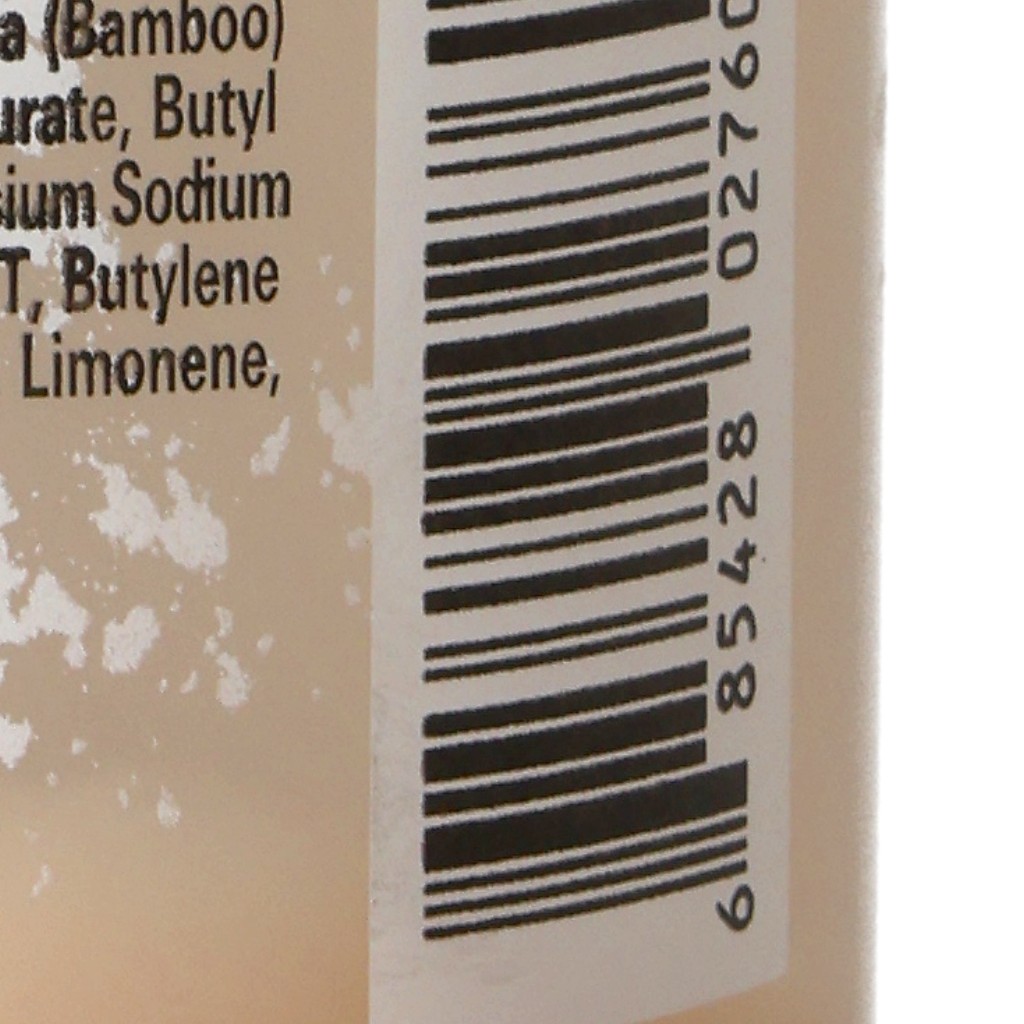 a (Bamboo)
urate, Butyl
sium Sodium
T, Butylene
Limonene,
6 85428 02760